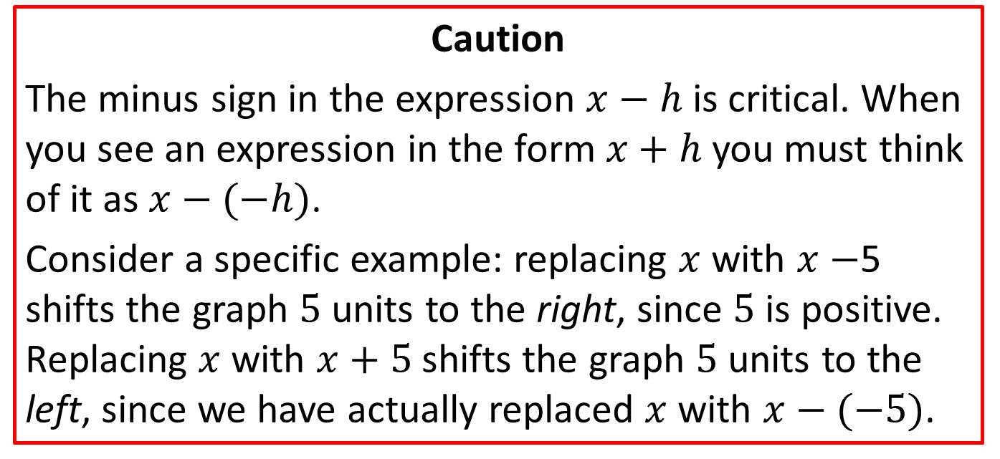 Caution
The minus sign in the expression x − h is critical. When
you see an expression in the form x + h you must think
of it as x − (−h).
Consider a specific example: replacing x with x −5
shifts the graph 5 units to the right, since 5 is positive.
Replacing x with x + 5 shifts the graph 5 units to the
left, since we have actually replaced x with x − (−5).